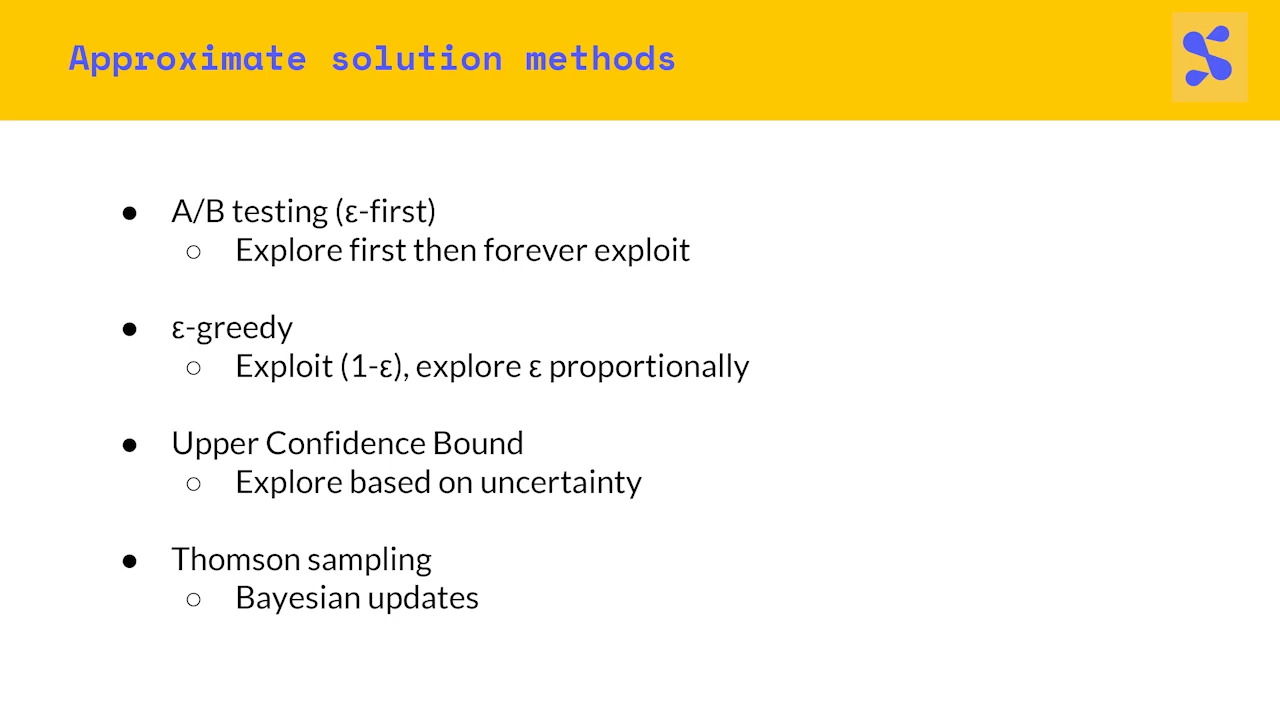 Approximate solution methods
● A/B testing (ε-first)
○ Explore first then forever exploit
● ε-greedy
○ Exploit (1-ε), explore ε proportionally
● Upper Confidence Bound
○ Explore based on uncertainty
● Thomson sampling
○ Bayesian updates